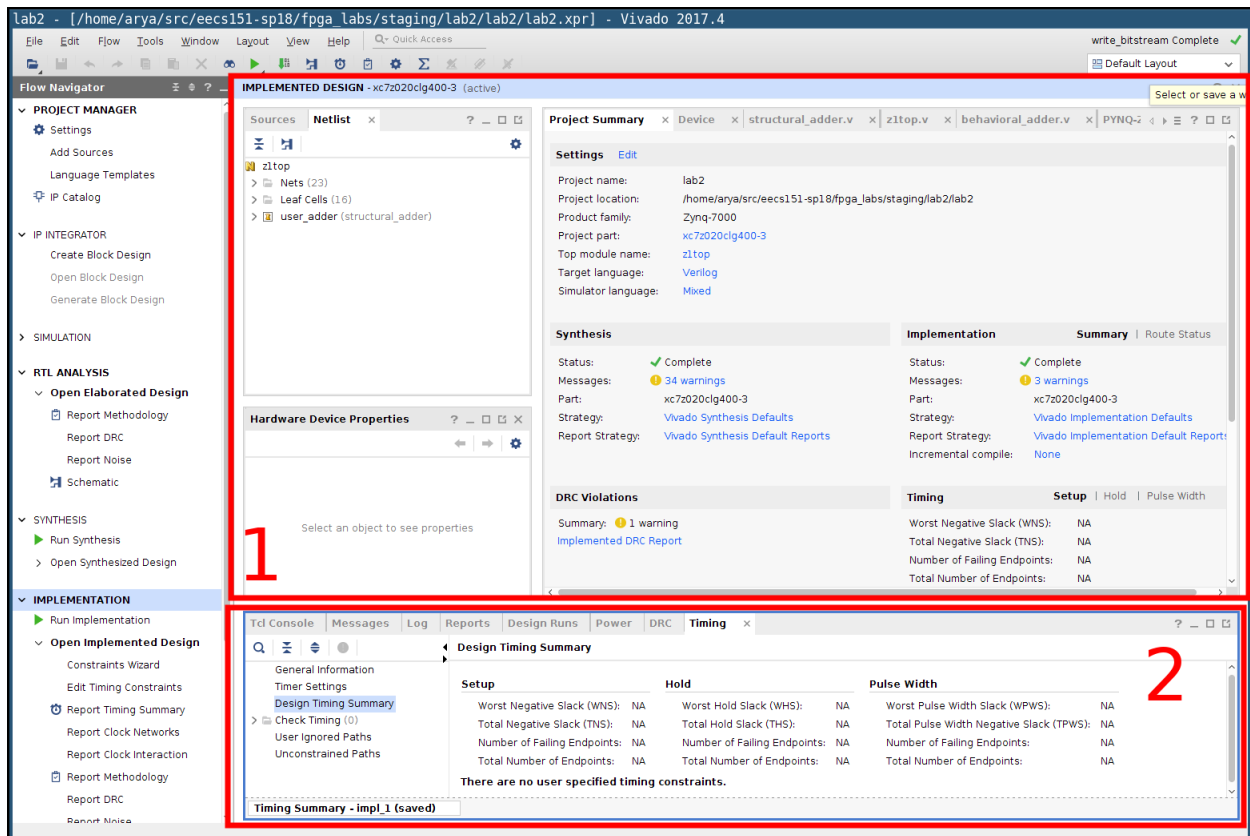 lab2 - [/home/arya/src/eecs151-sp18/fpga_labs/staging/lab2/lab2/lab2.xpr] - Vivado 2017.4
File Edit Flow Tools Window Layout View Help Q- Quick Access
write_bitstream Complete
Default Layout
Flow Navigator
PROJECT MANAGER
Settings
Add Sources
Language Templates
IP Catalog
IP INTEGRATOR
Create Block Design
Open Block Design
Generate Block Design
SIMULATION
RTL ANALYSIS
Open Elaborated Design
Report Methodology
Report DRC
Report Noise
Schematic
SYNTHESIS
Run Synthesis
Open Synthesized Design
IMPLEMENTATION
Run Implementation
Open Implemented Design
Constraints Wizard
Edit Timing Constraints
Report Timing Summary
Report Clock Networks
Report Clock Interaction
Report Methodology
Report DRC
Report Noise
IMPLEMENTED DESIGN - xc7z020clg400-3 (active)
Select or save a w
Sources Netlist
z1top
Nets (23)
Leaf Cells (16)
user_adder (structural_adder)
Hardware Device Properties
Select an object to see properties
1
Project Summary Device structural_adder.v z1top.v behavioral_adder.v PYNQ-
Settings Edit
Project name: lab2
Project location: /home/arya/src/eecs151-sp18/fpga_labs/staging/lab2/lab2
Product family: Zynq-7000
Project part: xc7z020clg400-3
Top module name: z1top
Target language: Verilog
Simulator language: Mixed
Synthesis
Status: Complete
Messages: 34 warnings
Part: xc7z020clg400-3
Strategy: Vivado Synthesis Defaults
Report Strategy: Vivado Synthesis Default Reports
Implementation Summary | Route Status
Status: Complete
Messages: 3 warnings
Part: xc7z020clg400-3
Strategy: Vivado Implementation Defaults
Report Strategy: Vivado Implementation Default Reports
Incremental compile: None
DRC Violations
Summary: 1 warning
Implemented DRC Report
Timing Setup | Hold | Pulse Width
Worst Negative Slack (WNS): NA
Total Negative Slack (TNS): NA
Number of Failing Endpoints: NA
Total Number of Endpoints: NA
Tcl Console Messages Log Reports Design Runs Power DRC Timing
Design Timing Summary
General Information
Timer Settings
Design Timing Summary
Check Timing (0)
User Ignored Paths
Unconstrained Paths
Setup
Worst Negative Slack (WNS): NA
Total Negative Slack (TNS): NA
Number of Failing Endpoints: NA
Total Number of Endpoints: NA
Hold
Worst Hold Slack (WHS): NA
Total Hold Slack (THS): NA
Number of Failing Endpoints: NA
Total Number of Endpoints: NA
Pulse Width
Worst Pulse Width Slack (WPWS): NA
Total Pulse Width Negative Slack (TPWS): NA
Number of Failing Endpoints: NA
Total Number of Endpoints: NA
There are no user specified timing constraints.
2
Timing Summary - impl_1 (saved)